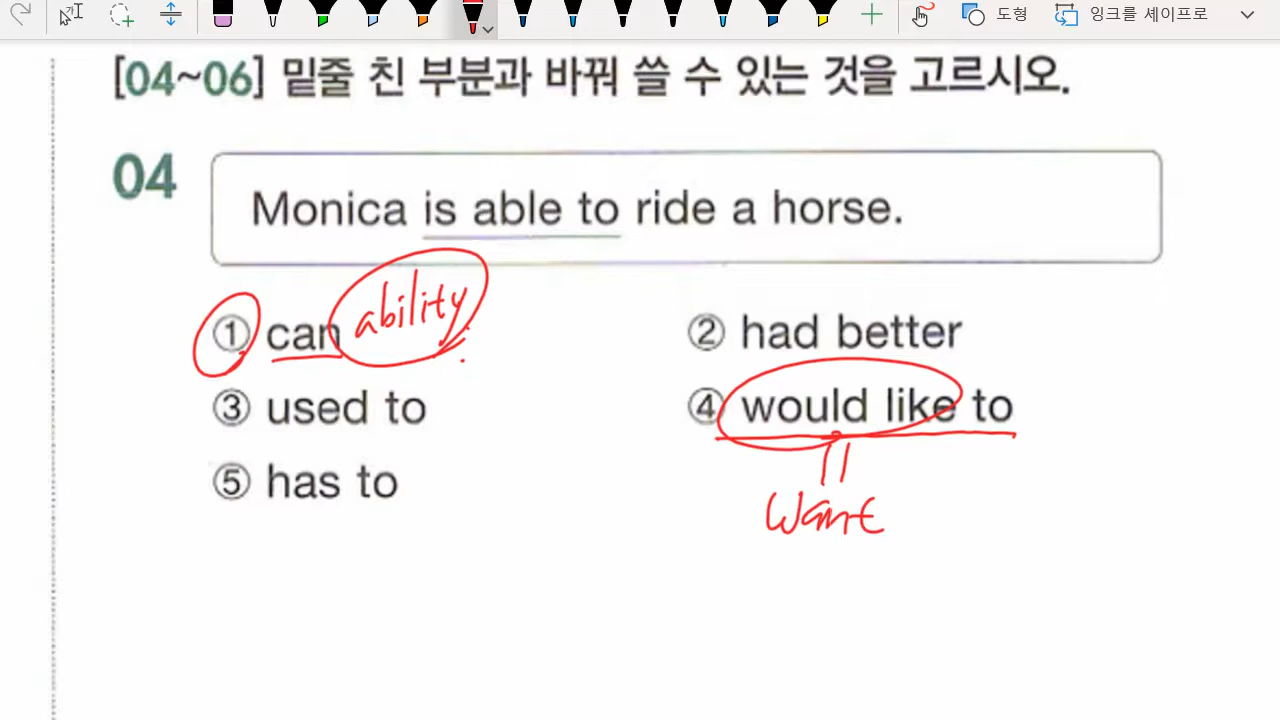 도형 잉크를 셰이프로
[04~06] 밑줄 친 부분과 바꿔 쓸 수 있는 것을 고르시오.
04
Monica is able to ride a horse.
① can ability ② had better
③ used to ④ would like to
⑤ has to
want